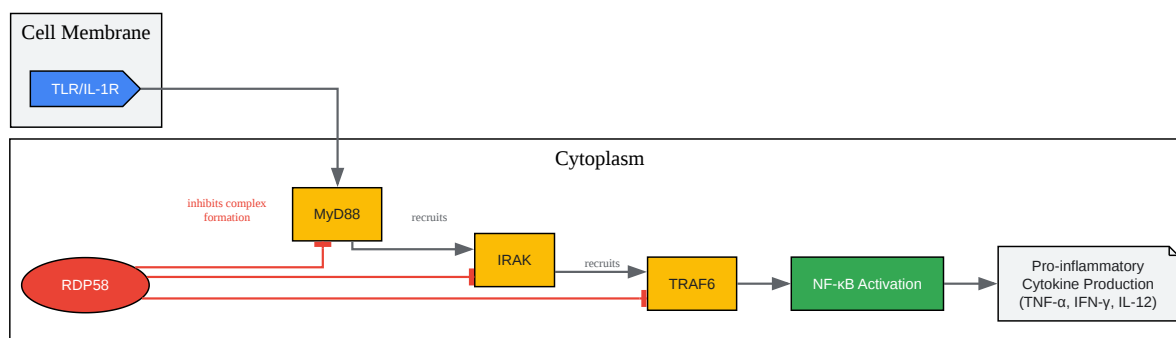 Cell Membrane
TLR/IL-1R
Cytoplasm
inhibits complex
formation
MyD88
recruits
IRAK
recruits
RDP58
TRAF6
NF-κB Activation
Pro-inflammatory
Cytokine Production
(TNF-α, IFN-γ, IL-12)